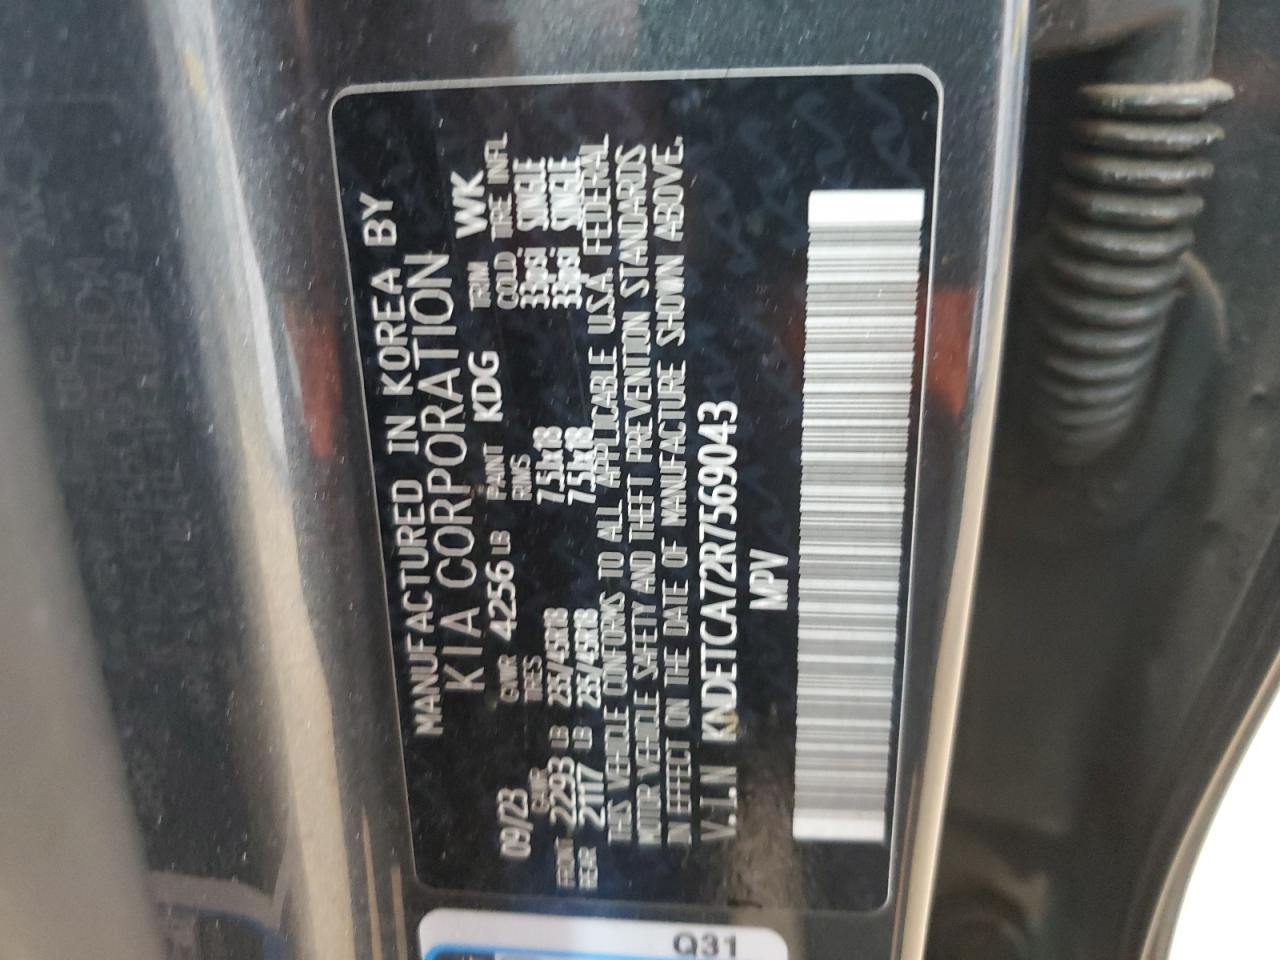 MANUFACTURED IN KOREA BY
KIA CORPORATION
09/23 GVWR 4256 LB PAINT KDG TRIM WK
GAWR TIRES RIMS COLD TIRE INFL
FRONT 2293 LB 235/45R18 7.5Jx18 33psi, SINGLE
REAR 2117 LB 235/45R18 7.5Jx18 33psi, SINGLE
THIS VEHICLE CONFORMS TO ALL APPLICABLE U.S.A. FEDERAL
MOTOR VEHICLE SAFETY AND THEFT PREVENTION STANDARDS
IN EFFECT ON THE DATE OF MANUFACTURE SHOWN ABOVE.
V.I.N KNDETCA72R7569043
MPV
Q31